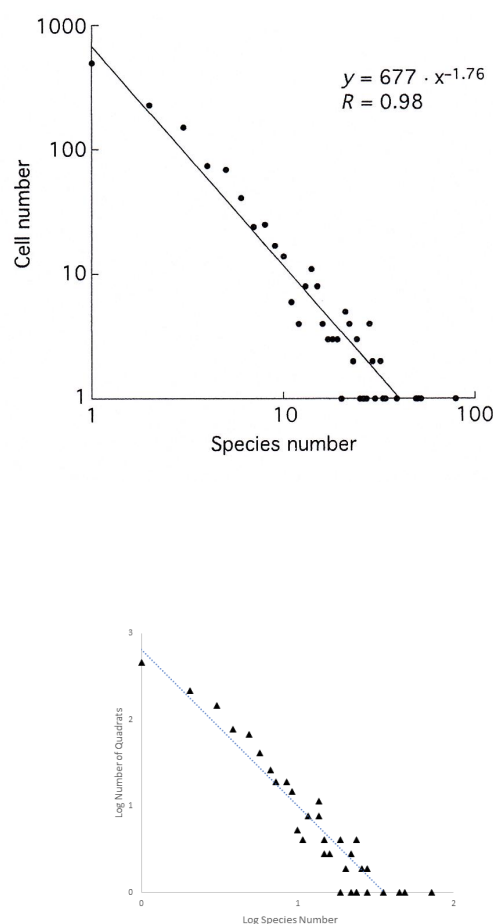 1000
y = 677 · x⁻¹·⁷⁶
R = 0.98
100
Cell number
10
1
1
10
100
Species number
3
2
Log Number of Quadrats
1
0
0
1
2
Log Species Number